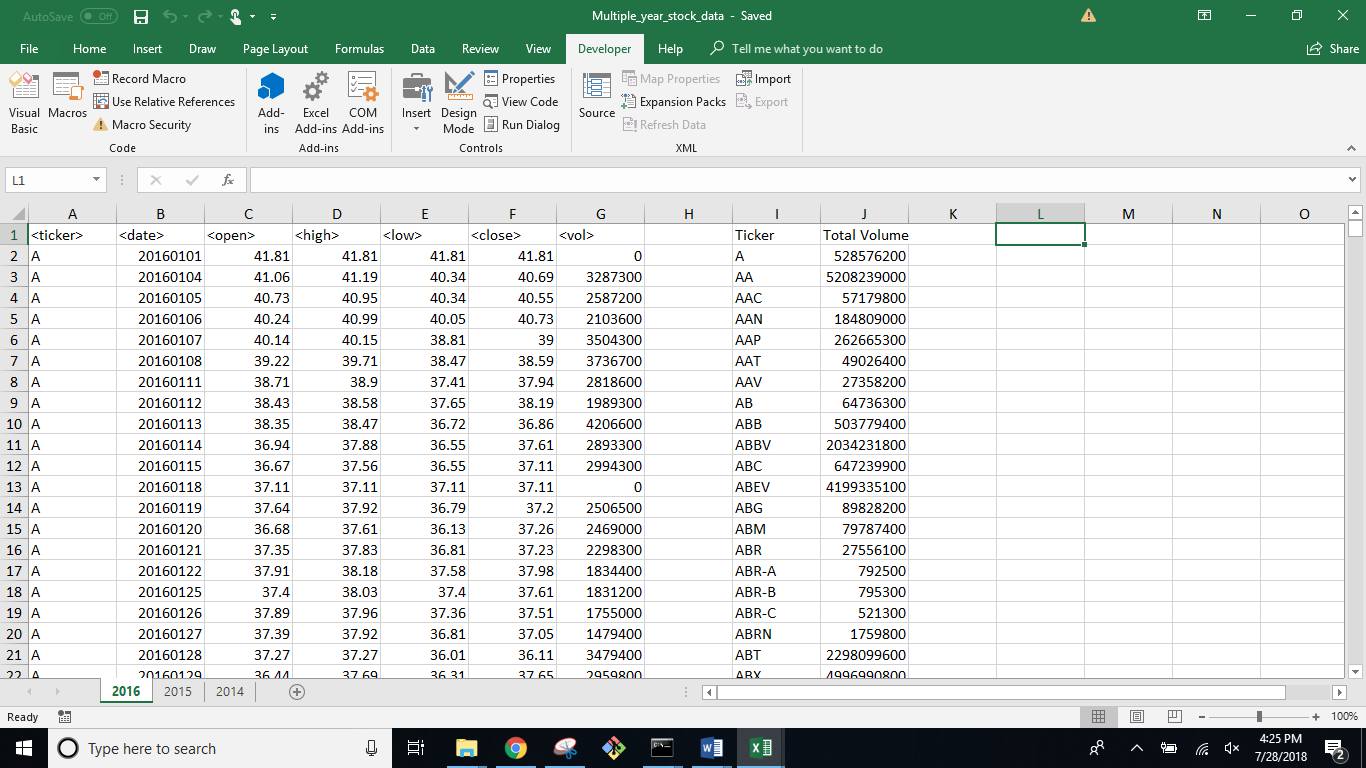 AutoSave Off Multiple_year_stock_data - Saved
File Home Insert Draw Page Layout Formulas Data Review View Developer Help Tell me what you want to do Share
Visual Basic
Macros
Record Macro
Use Relative References
Macro Security
Code
Add-ins
Excel Add-ins
COM Add-ins
Add-ins
Insert
Design Mode
Properties
View Code
Run Dialog
Controls
Source
Map Properties
Expansion Packs
Refresh Data
Import
Export
XML
L1 fx
A B C D E F G H I J K L M N O
1 <ticker> <date> <open> <high> <low> <close> <vol> Ticker Total Volume
2 A 20160101 41.81 41.81 41.81 41.81 0 A 528576200
3 A 20160104 41.06 41.19 40.34 40.69 3287300 AA 5208239000
4 A 20160105 40.73 40.95 40.34 40.55 2587200 AAC 57179800
5 A 20160106 40.24 40.99 40.05 40.73 2103600 AAN 184809000
6 A 20160107 40.14 40.15 38.81 39 3504300 AAP 262665300
7 A 20160108 39.22 39.71 38.47 38.59 3736700 AAT 49026400
8 A 20160111 38.71 38.9 37.41 37.94 2818600 AAV 27358200
9 A 20160112 38.43 38.58 37.65 38.19 1989300 AB 64736300
10 A 20160113 38.35 38.47 36.72 36.86 4206600 ABB 503779400
11 A 20160114 36.94 37.88 36.55 37.61 2893300 ABBV 2034231800
12 A 20160115 36.67 37.56 36.55 37.11 2994300 ABC 647239900
13 A 20160118 37.11 37.11 37.11 37.11 0 ABEV 4199335100
14 A 20160119 37.64 37.92 36.79 37.2 2506500 ABG 89828200
15 A 20160120 36.68 37.61 36.13 37.26 2469000 ABM 79787400
16 A 20160121 37.35 37.83 36.81 37.23 2298300 ABR 27556100
17 A 20160122 37.91 38.18 37.58 37.98 1834400 ABR-A 792500
18 A 20160125 37.4 38.03 37.4 37.61 1831200 ABR-B 795300
19 A 20160126 37.89 37.96 37.36 37.51 1755000 ABR-C 521300
20 A 20160127 37.39 37.92 36.81 37.05 1479400 ABRN 1759800
21 A 20160128 37.27 37.27 36.01 36.11 3479400 ABT 2298099600
22 A 20160129 36.44 37.69 36.31 37.65 2959800 ABX 4996990800
2016 2015 2014
Ready 100%
Type here to search
4:25 PM
7/28/2018
2